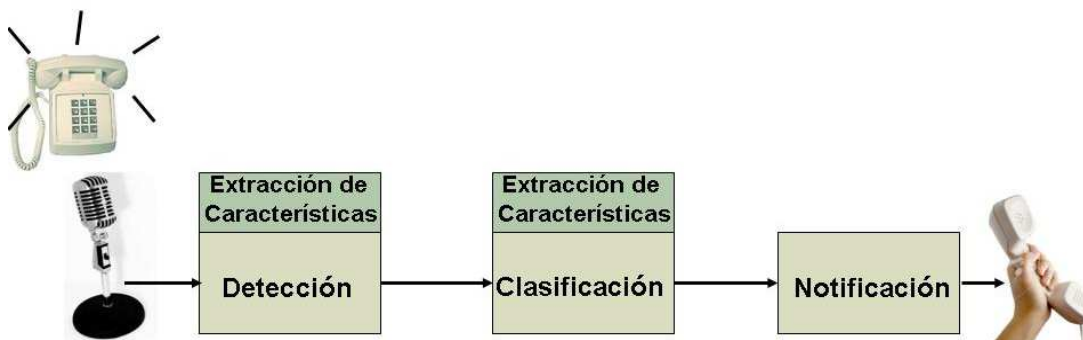 Extracción de
Características
Detección
Extracción de
Características
Clasificación
Notificación